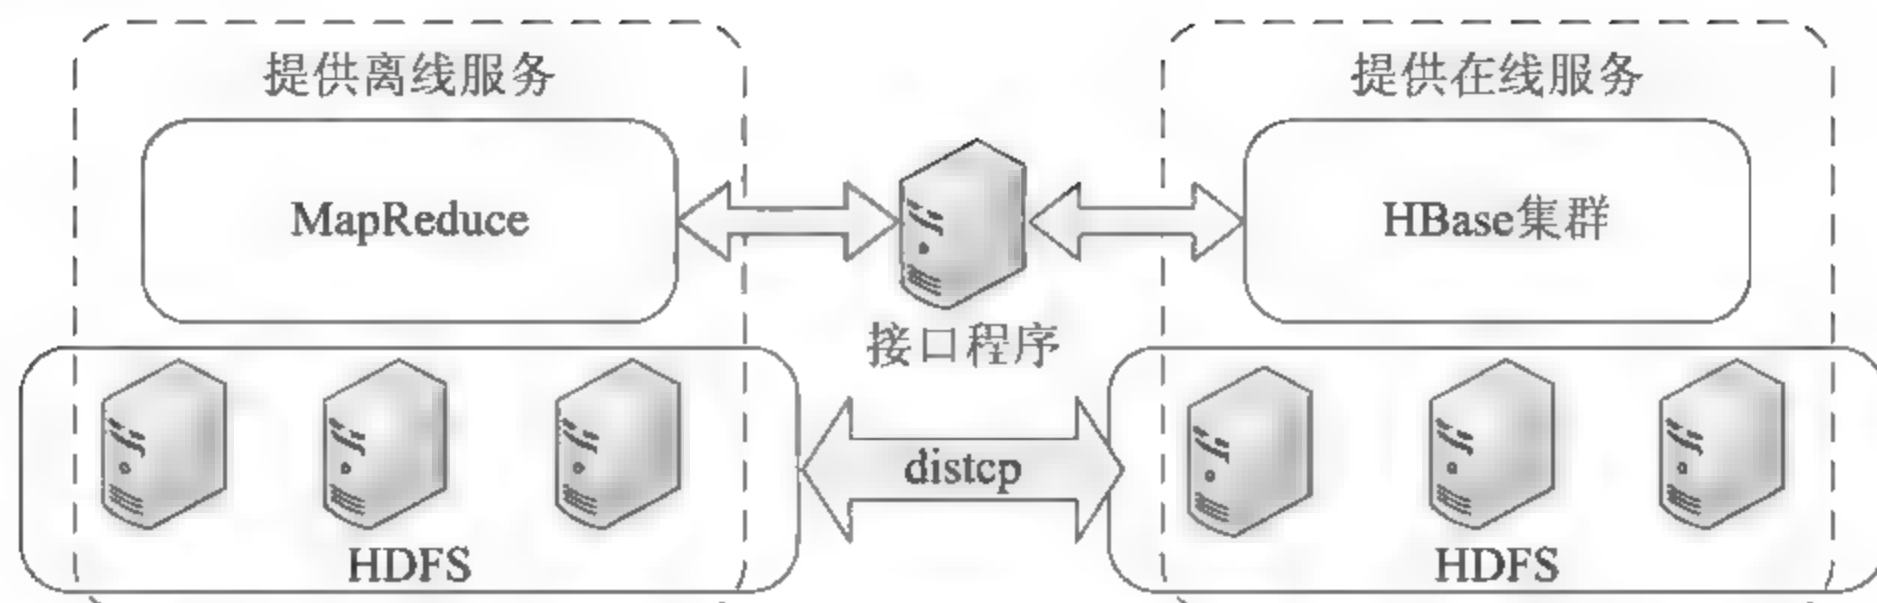 提供离线服务
提供在线服务
MapReduce
HBase集群
接口程序
distcp
HDFS
HDFS